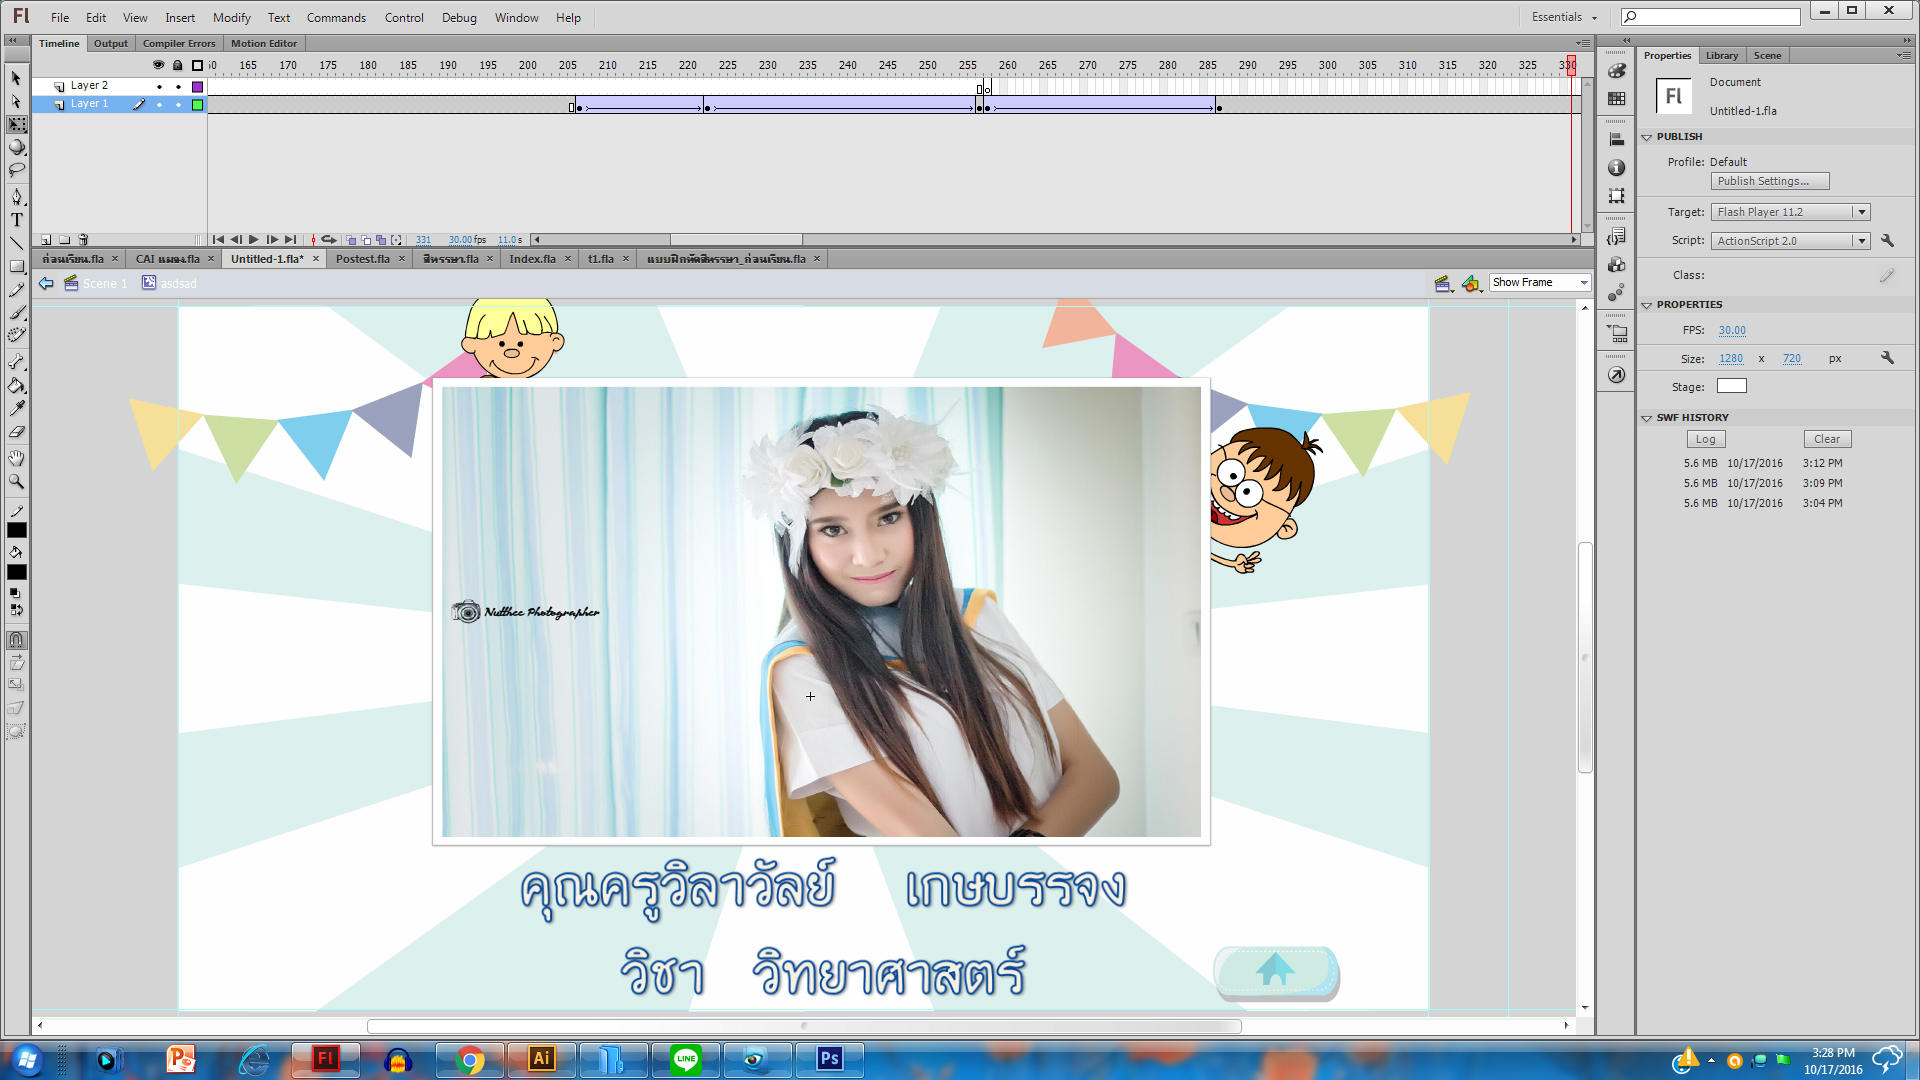 Fl File Edit View Insert Modify Text Commands Control Debug Window Help Essentials
Timeline Output Compiler Errors Motion Editor
165 170 175 180 185 190 195 200 205 210 215 220 225 230 235 240 245 250 255 260 265 270 275 280 285 290 295 300 305 310 315 320 325 330
Layer 2
Layer 1
331 30.00 fps 11.0 s
ก่อนเรียน.fla CAI แผลง.fla Untitled-1.fla* Postest.fla สีหรรษา.fla Index.fla t1.fla แบบฝึกหัดสีหรรษา_ก่อนเรียน.fla
Scene 1 asdsad Show Frame
Nutthee Photographer
คุณครูวิลาวัลย์ เกษบรรจง
วิชา วิทยาศาสตร์
Properties Library Scene
Fl
Document
Untitled-1.fla
PUBLISH
Profile: Default
Publish Settings...
Target: Flash Player 11.2
Script: ActionScript 2.0
Class:
PROPERTIES
FPS: 30.00
Size: 1280 x 720 px
Stage:
SWF HISTORY
Log Clear
5.6 MB 10/17/2016 3:12 PM
5.6 MB 10/17/2016 3:09 PM
5.6 MB 10/17/2016 3:04 PM
Fl Ai LINE Ps
3:28 PM
10/17/2016